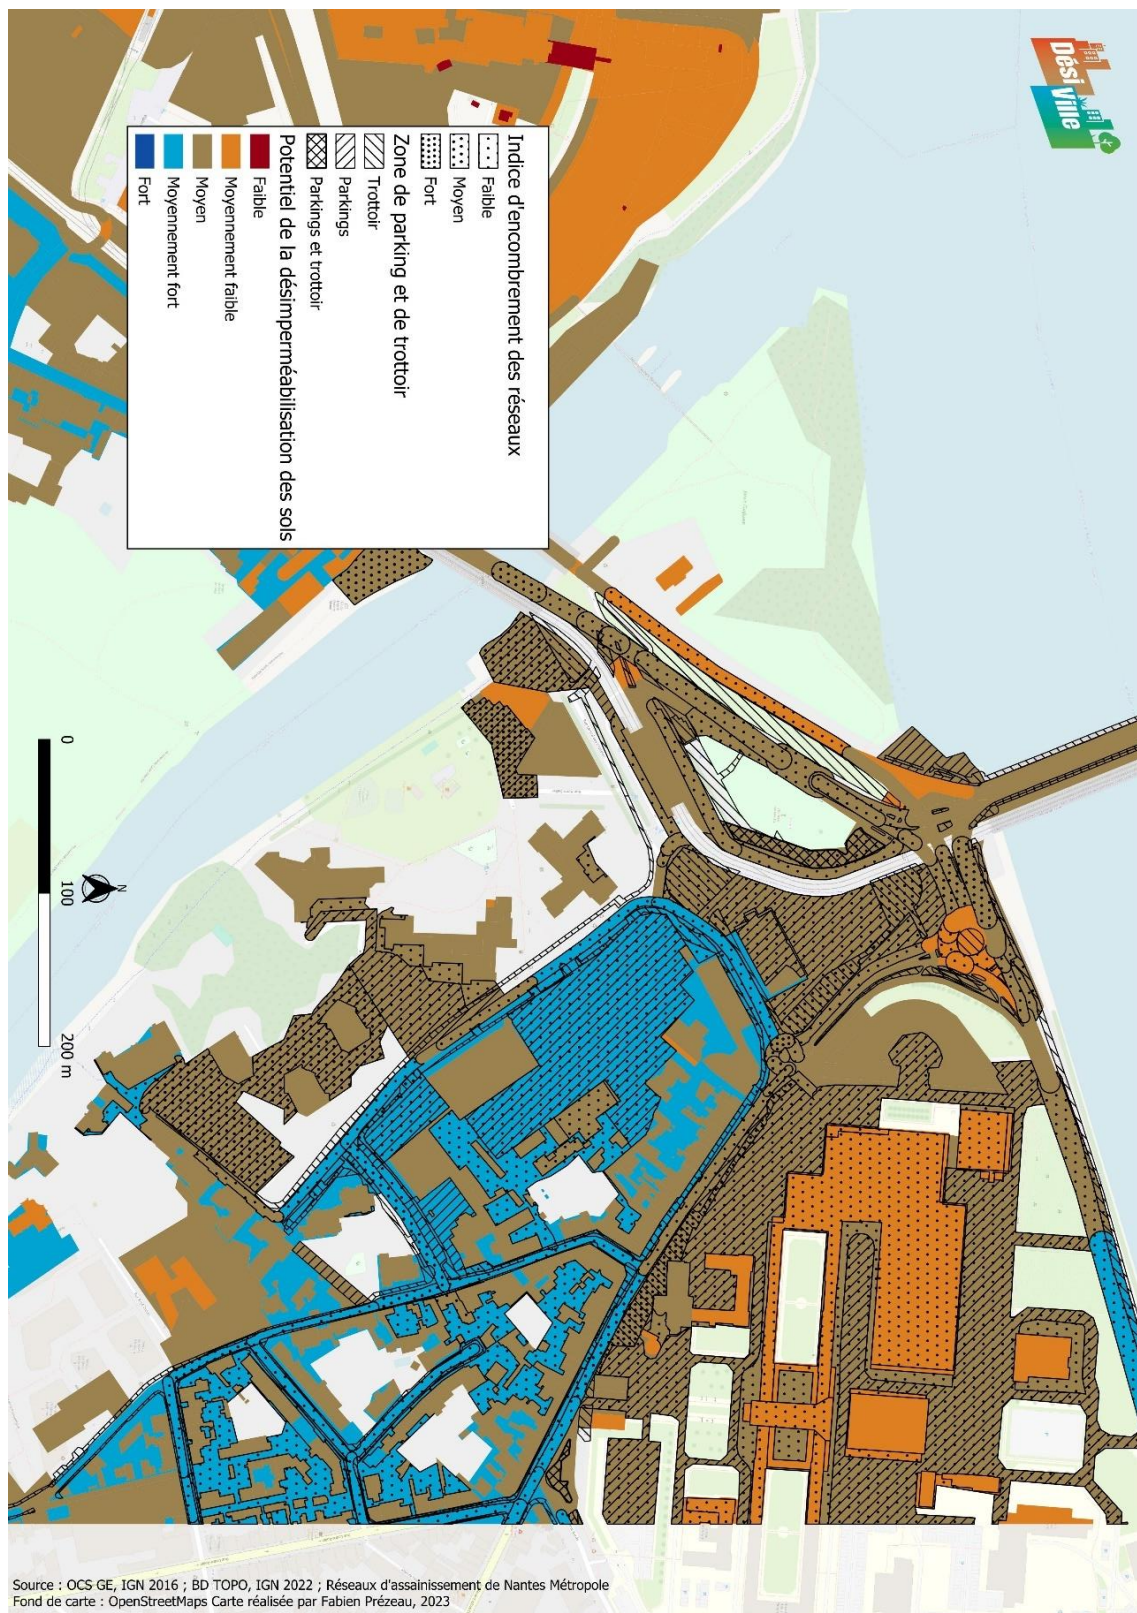 Dési Ville
Indice d'encombrement des réseaux
Faible
Moyen
Fort
Zone de parking et de trottoir
Trottoir
Parkings
Parkings et trottoir
Potentiel de la désimperméabilisation des sols
Faible
Moyennement faible
Moyen
Moyennement fort
Fort
N
0
100
200 m
Source : OCS GE, IGN 2016 ; BD TOPO, IGN 2022 ; Réseaux d'assainissement de Nantes Métropole
Fond de carte : OpenStreetMaps Carte réalisée par Fabien Prézeau, 2023